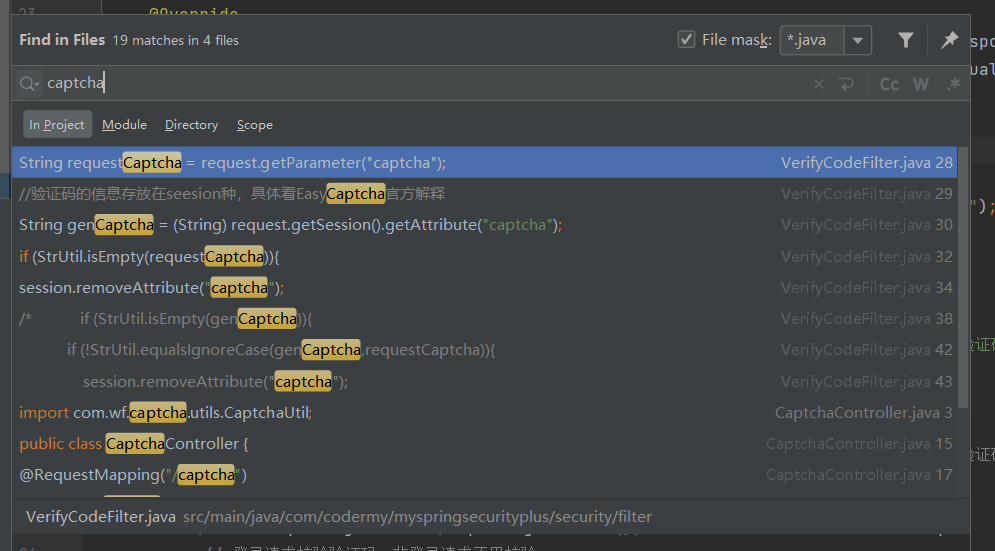 23 @Override
Find in Files 19 matches in 4 files File mask: *.java
captcha Cc W .*
In Project Module Directory Scope
String requestCaptcha = request.getParameter("captcha"); VerifyCodeFilter.java 28
//验证码的信息存放在seesion种，具体看EasyCaptcha官方解释 VerifyCodeFilter.java 29
String genCaptcha = (String) request.getSession().getAttribute("captcha"); VerifyCodeFilter.java 30
if (StrUtil.isEmpty(requestCaptcha)){ VerifyCodeFilter.java 32
session.removeAttribute("captcha"); VerifyCodeFilter.java 34
/* if (StrUtil.isEmpty(genCaptcha)){ VerifyCodeFilter.java 38
if (!StrUtil.equalsIgnoreCase(genCaptcha,requestCaptcha)){ VerifyCodeFilter.java 42
session.removeAttribute("captcha"); VerifyCodeFilter.java 43
import com.wf.captcha.utils.CaptchaUtil; CaptchaController.java 3
public class CaptchaController { CaptchaController.java 15
@RequestMapping("/captcha") CaptchaController.java 17
VerifyCodeFilter.java src/main/java/com/codermy/myspringsecurityplus/security/filter